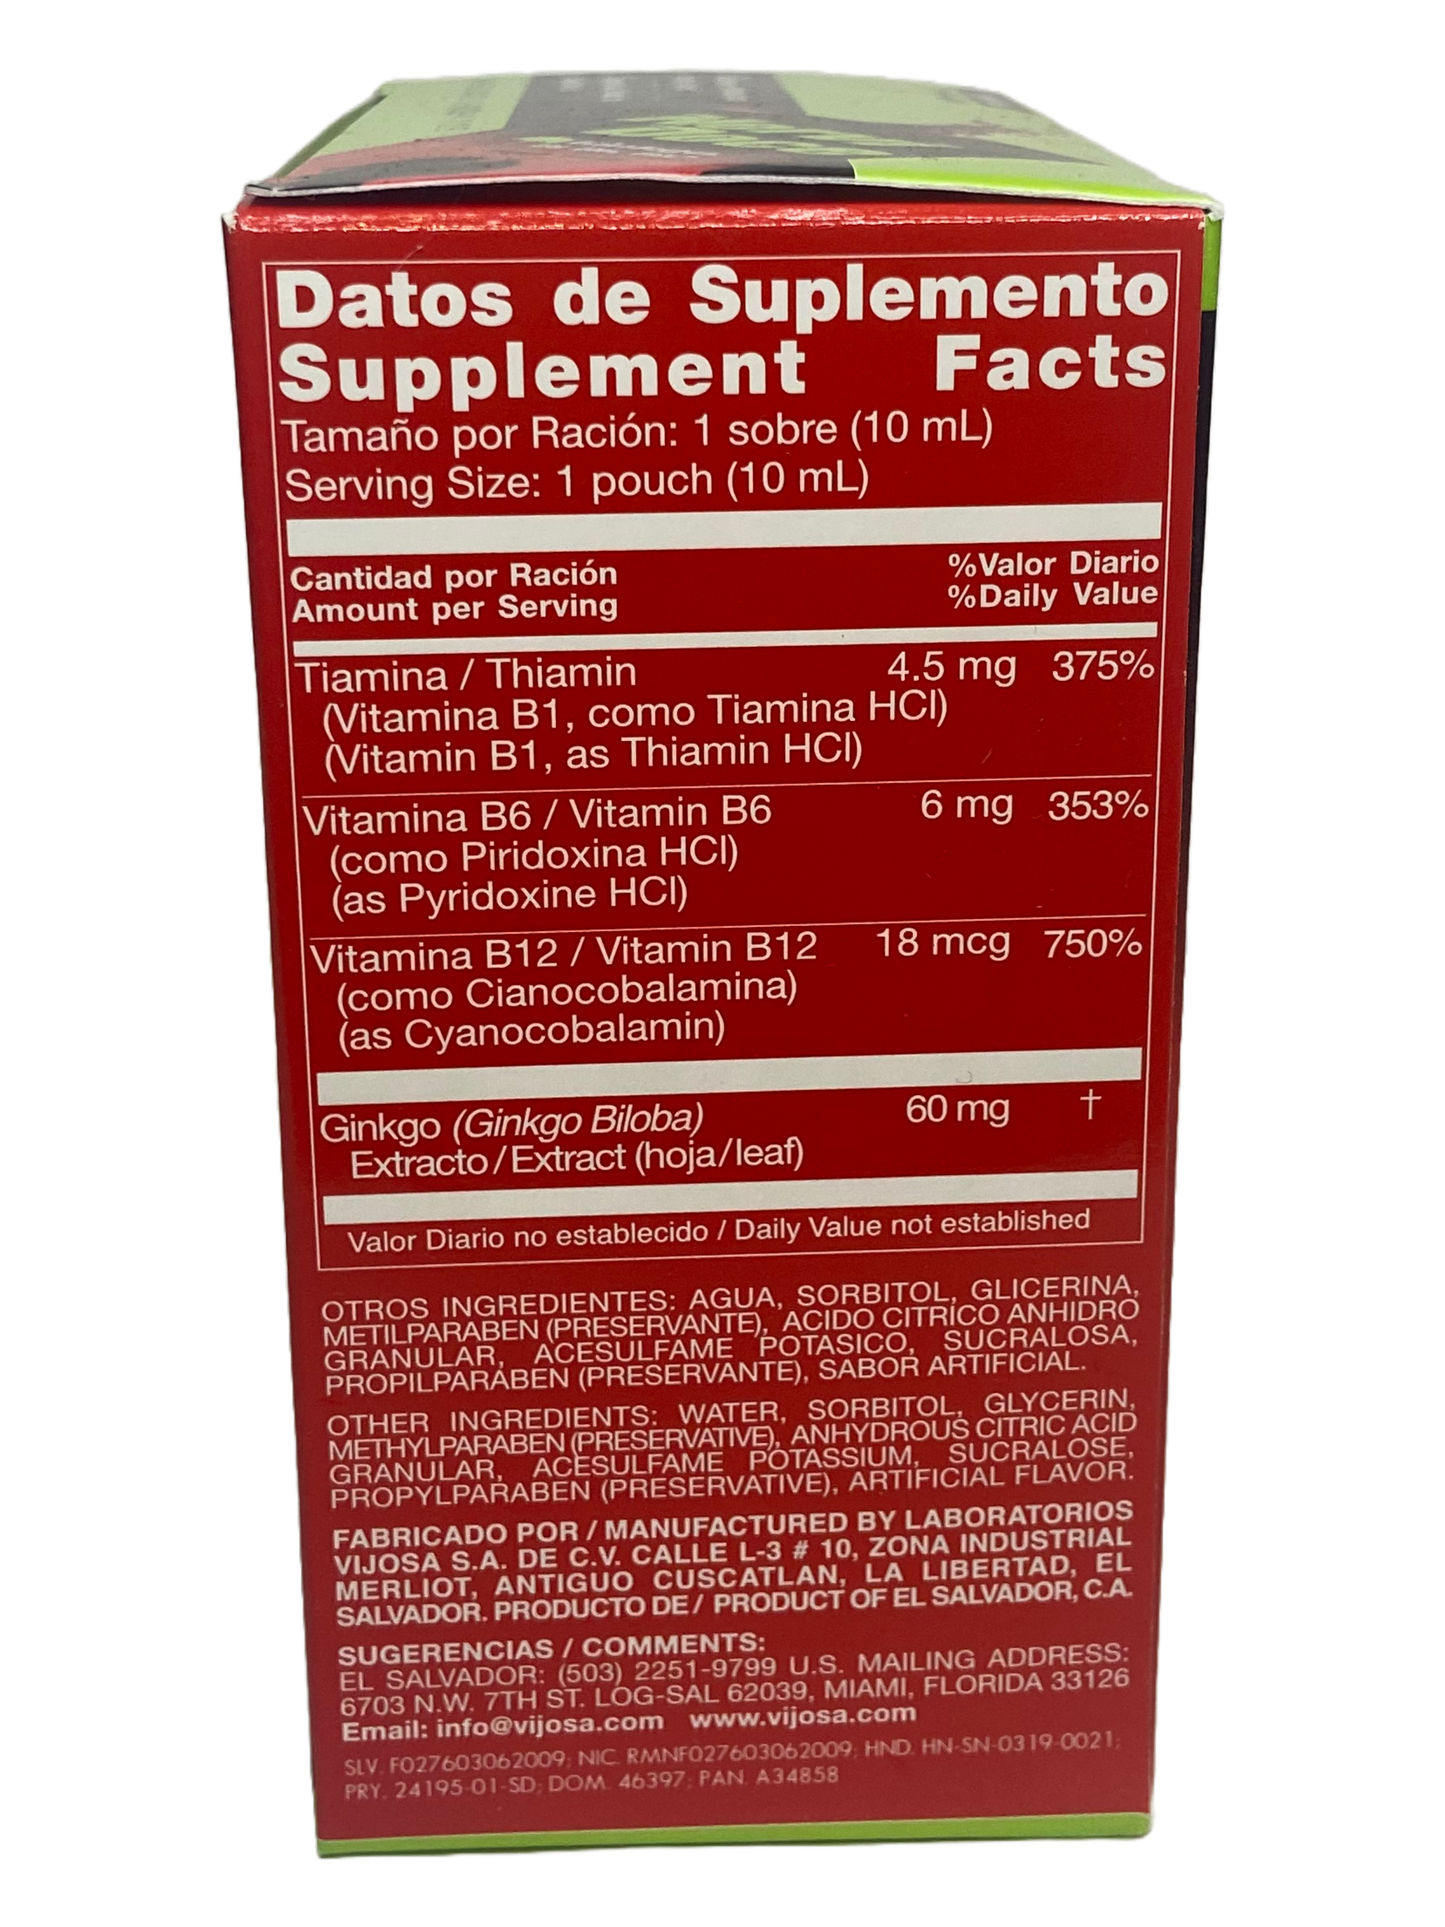 Datos de Suplemento
Supplement Facts
Tamaño por Ración: 1 sobre (10 mL)
Serving Size: 1 pouch (10 mL)
Cantidad por Ración %Valor Diario
Amount per Serving %Daily Value
Tiamina / Thiamin 4.5 mg 375%
(Vitamina B1, como Tiamina HCl)
(Vitamin B1, as Thiamin HCl)
Vitamina B6 / Vitamin B6 6 mg 353%
(como Piridoxina HCl)
(as Pyridoxine HCl)
Vitamina B12 / Vitamin B12 18 mcg 750%
(como Cianocobalamina)
(as Cyanocobalamin)
Ginkgo (Ginkgo Biloba) 60 mg †
Extracto/Extract (hoja/leaf)
Valor Diario no establecido / Daily Value not established
OTROS INGREDIENTES: AGUA, SORBITOL, GLICERINA,
METILPARABEN (PRESERVANTE), ACIDO CITRICO ANHIDRO
GRANULAR, ACESULFAME POTASICO, SUCRALOSA,
PROPILPARABEN (PRESERVANTE), SABOR ARTIFICIAL.
OTHER INGREDIENTS: WATER, SORBITOL, GLYCERIN,
METHYLPARABEN (PRESERVATIVE), ANHYDROUS CITRIC ACID
GRANULAR, ACESULFAME POTASSIUM, SUCRALOSE,
PROPYLPARABEN (PRESERVATIVE), ARTIFICIAL FLAVOR.
FABRICADO POR / MANUFACTURED BY LABORATORIOS
VIJOSA S.A. DE C.V. CALLE L-3 # 10, ZONA INDUSTRIAL
MERLIOT, ANTIGUO CUSCATLAN, LA LIBERTAD, EL
SALVADOR. PRODUCTO DE / PRODUCT OF EL SALVADOR, C.A.
SUGERENCIAS / COMMENTS:
EL SALVADOR: (503) 2251-9799 U.S. MAILING ADDRESS:
6703 N.W. 7TH ST. LOG-SAL 62039, MIAMI, FLORIDA 33126
Email: info@vijosa.com www.vijosa.com
SLV. F027603062009; NIC. RMNF027603062009; HND. HN-SN-0319-0021;
PRY. 24195-01-SD; DOM. 46397; PAN. A34858